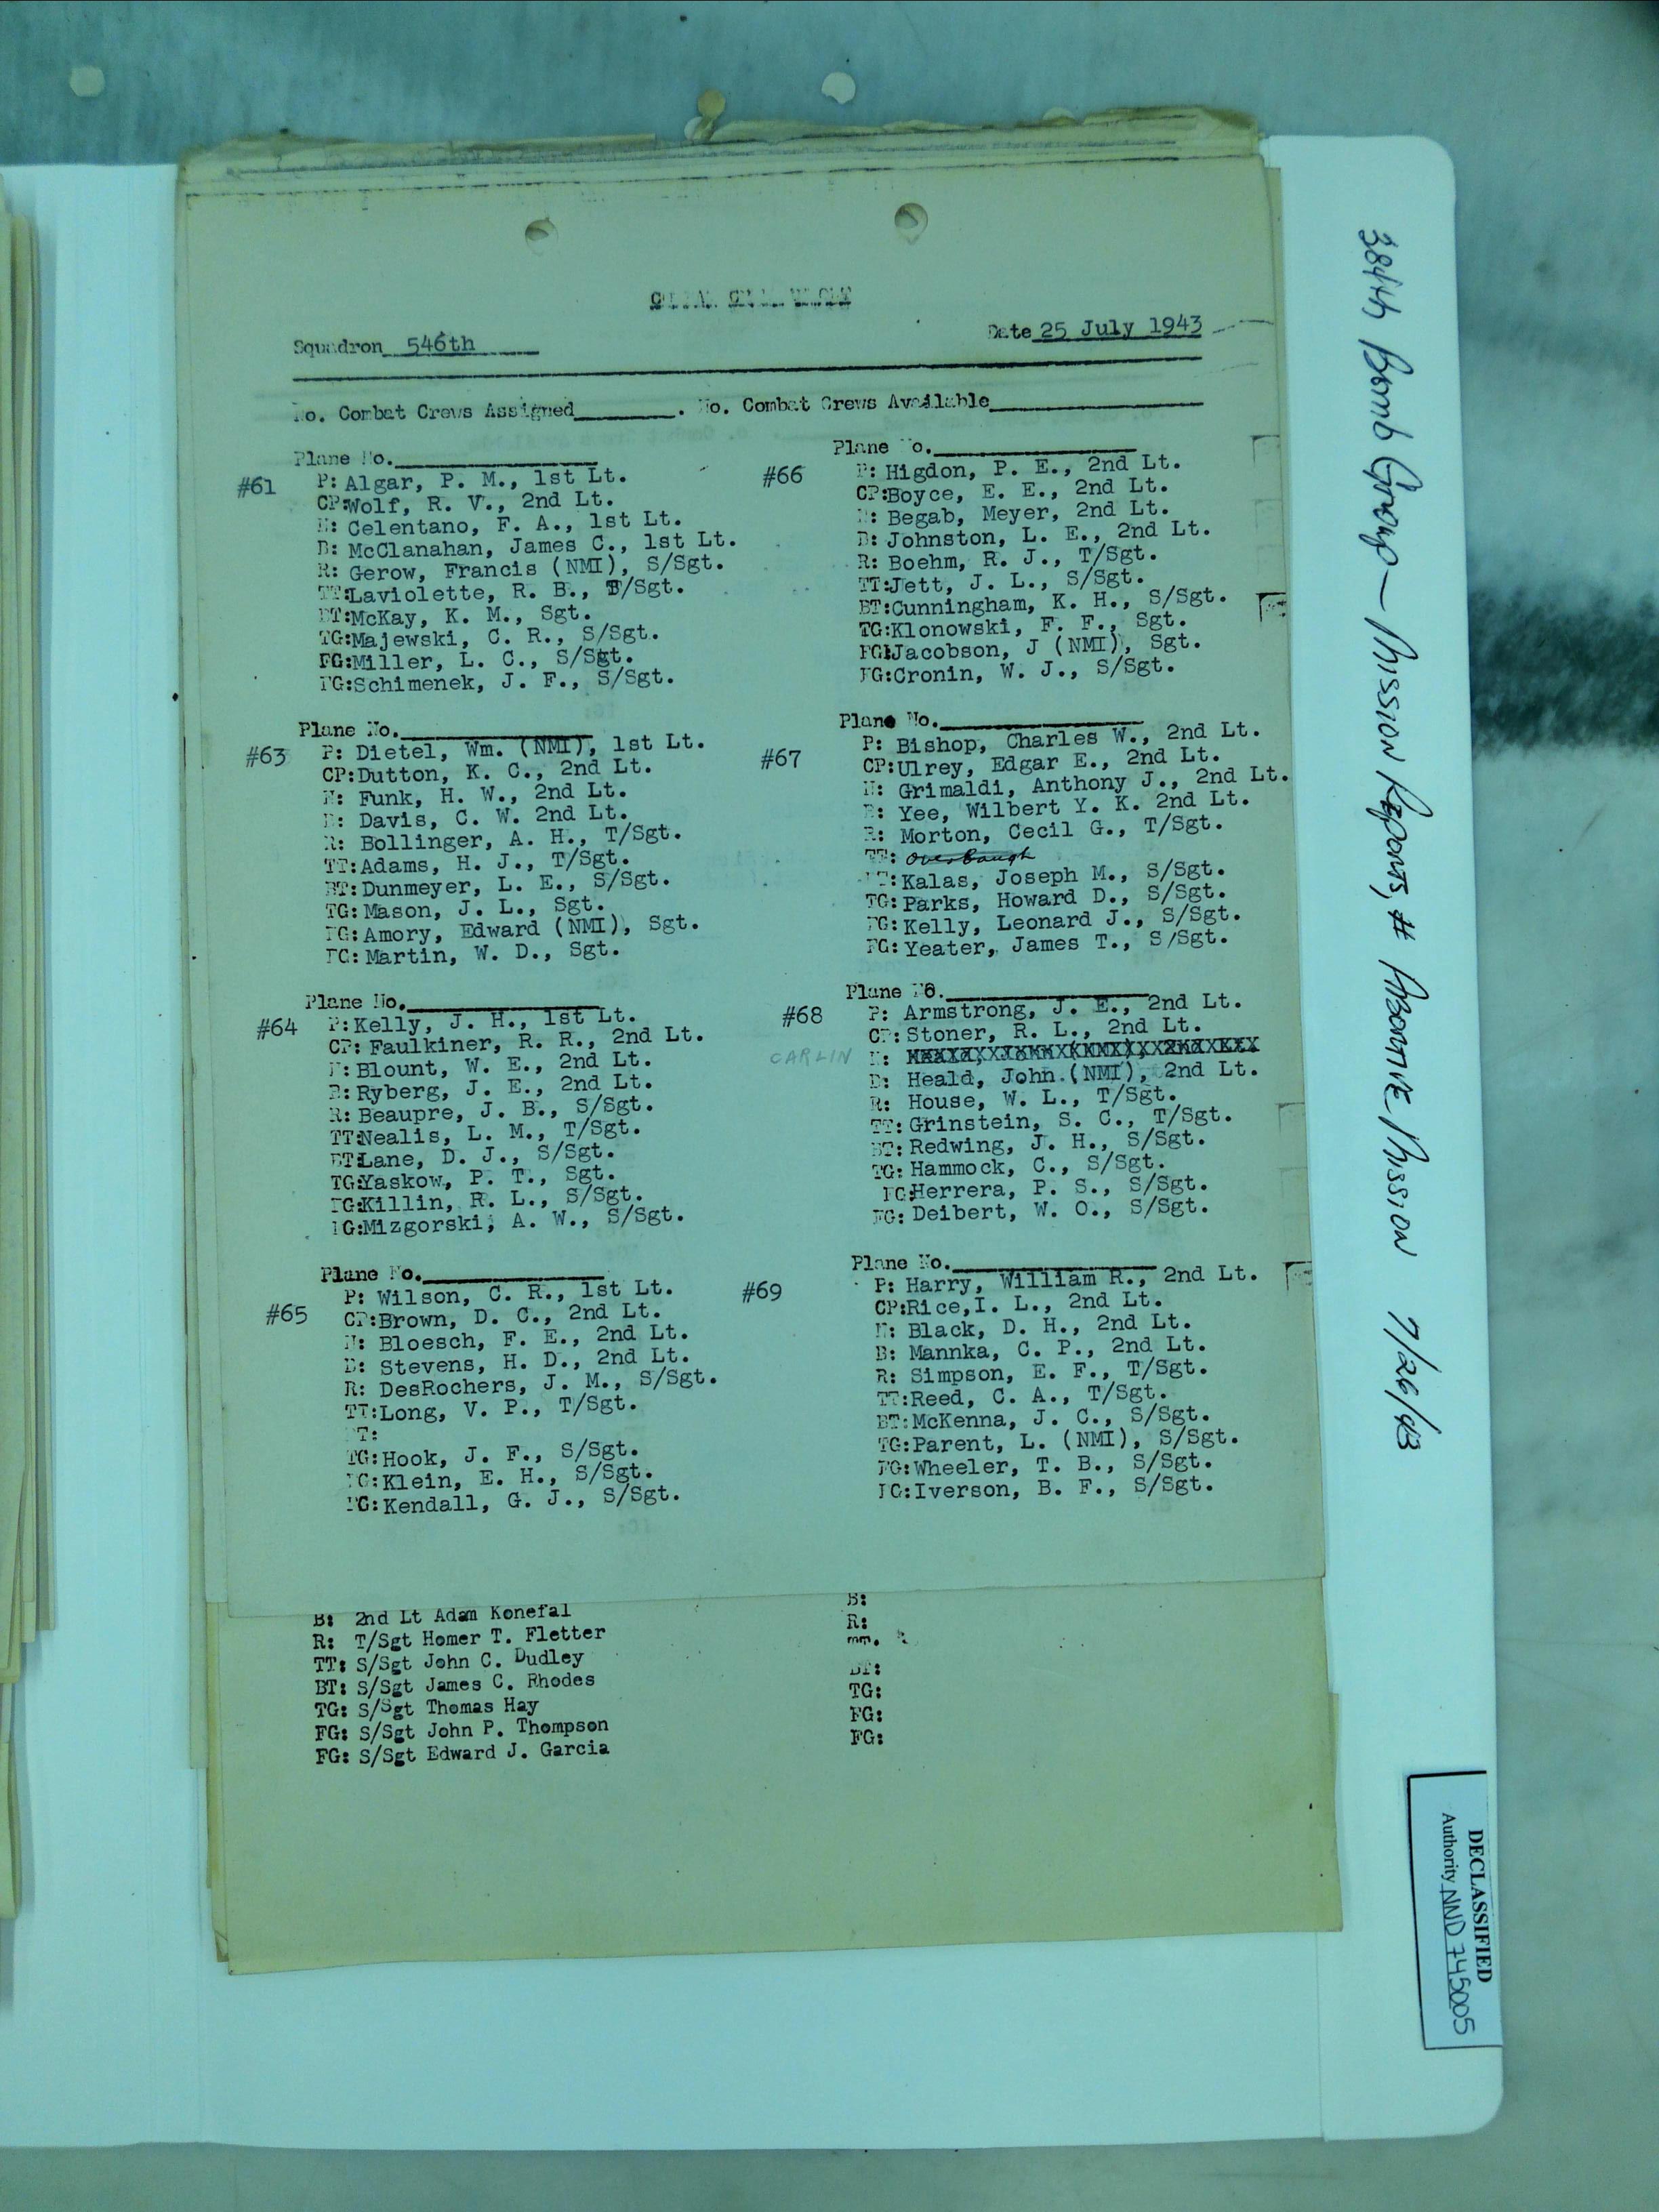 Squadron 546th
Date 25 July 1943
No. Combat Crews Assigned________. No. Combat Crews Available________
Plane No.________
#61
P: Algar, P. M., 1st Lt.
CP:Wolf, R. V., 2nd Lt.
N: Celentano, F. A., 1st Lt.
B: McClanahan, James C., 1st Lt.
R: Gerow, Francis (NMI), S/Sgt.
TT:Laviolette, R. B., T/Sgt.
BT:McKay, K. M., Sgt.
TG:Majewski, C. R., S/Sgt.
FG:Miller, L. C., S/Sgt.
FG:Schimenek, J. F., S/Sgt.
Plane No.________
#63
P: Dietel, Wm. (NMI), 1st Lt.
CP:Dutton, K. C., 2nd Lt.
N: Funk, H. W., 2nd Lt.
B: Davis, C. W. 2nd Lt.
R: Bollinger, A. H., T/Sgt.
TT:Adams, H. J., T/Sgt.
BT:Dunmeyer, L. E., S/Sgt.
TG:Mason, J. L., Sgt.
FG:Amory, Edward (NMI), Sgt.
FG:Martin, W. D., Sgt.
Plane No.________
#64
P:Kelly, J. H., 1st Lt.
CP: Faulkiner, R. R., 2nd Lt.
N:Blount, W. E., 2nd Lt.
B:Ryberg, J. E., 2nd Lt.
R: Beaupre, J. B., S/Sgt.
TT:Nealis, L. M., T/Sgt.
BT:Lane, D. J., S/Sgt.
TG:Yaskow, P. T., Sgt.
FG:Killin, R. L., S/Sgt.
FG:Mizgorski, A. W., S/Sgt.
Plane No.________
#65
P: Wilson, C. R., 1st Lt.
CP:Brown, D. C., 2nd Lt.
N: Bloesch, F. E., 2nd Lt.
B: Stevens, H. D., 2nd Lt.
R: DesRochers, J. M., S/Sgt.
TT:Long, V. P., T/Sgt.
BT:
TG:Hook, J. F., S/Sgt.
FG:Klein, E. H., S/Sgt.
FG:Kendall, G. J., S/Sgt.
Plane No.________
#66
P: Higdon, P. E., 2nd Lt.
CP:Boyce, E. E., 2nd Lt.
N: Begab, Meyer, 2nd Lt.
B: Johnston, L. E., 2nd Lt.
R: Boehm, R. J., T/Sgt.
TT:Jett, J. L., S/Sgt.
BT:Cunningham, K. H., S/Sgt.
TG:Klonowski, F. F., Sgt.
FG:Jacobson, J (NMI), Sgt.
FG:Cronin, W. J., S/Sgt.
Plane No.________
#67
P: Bishop, Charles W., 2nd Lt.
CP:Ulrey, Edgar E., 2nd Lt.
N: Grimaldi, Anthony J., 2nd Lt.
B: Yee, Wilbert Y. K. 2nd Lt.
R: Morton, Cecil G., T/Sgt.
TT: Overbaugh
BT:Kalas, Joseph M., S/Sgt.
TG:Parks, Howard D., S/Sgt.
FG:Kelly, Leonard J., S/Sgt.
FG:Yeater, James T., S/Sgt.
Plane No.________
#68
P: Armstrong, J. E., 2nd Lt.
CP:Stoner, R. L., 2nd Lt.
CARLIN N:
B: Heald, John (NMI), 2nd Lt.
R: House, W. L., T/Sgt.
TT:Grinstein, S. C., T/Sgt.
BT:Redwing, J. H., S/Sgt.
TG:Hammock, C., S/Sgt.
FG:Herrera, P. S., S/Sgt.
FG: Deibert, W. O., S/Sgt.
Plane No.________
#69
P: Harry, William R., 2nd Lt.
CP:Rice,I. L., 2nd Lt.
N: Black, D. H., 2nd Lt.
B: Mannka, C. P., 2nd Lt.
R: Simpson, E. F., T/Sgt.
TT:Reed, C. A., T/Sgt.
BT:McKenna, J. C., S/Sgt.
TG:Parent, L. (NMI), S/Sgt.
FG:Wheeler, T. B., S/Sgt.
FG:Iverson, B. F., S/Sgt.
B: 2nd Lt Adam Konefal
R: T/Sgt Homer T. Fletter
TT: S/Sgt John C. Dudley
BT: S/Sgt James C. Rhodes
TG: S/Sgt Thomas Hay
FG: S/Sgt John P. Thompson
FG: S/Sgt Edward J. Garcia
B:
R:
BT:
TG:
FG:
FG:
384th Bomb Group — Mission Reports, # Abortive Mission 7/26/43
DECLASSIFIED
Authority NND 745005